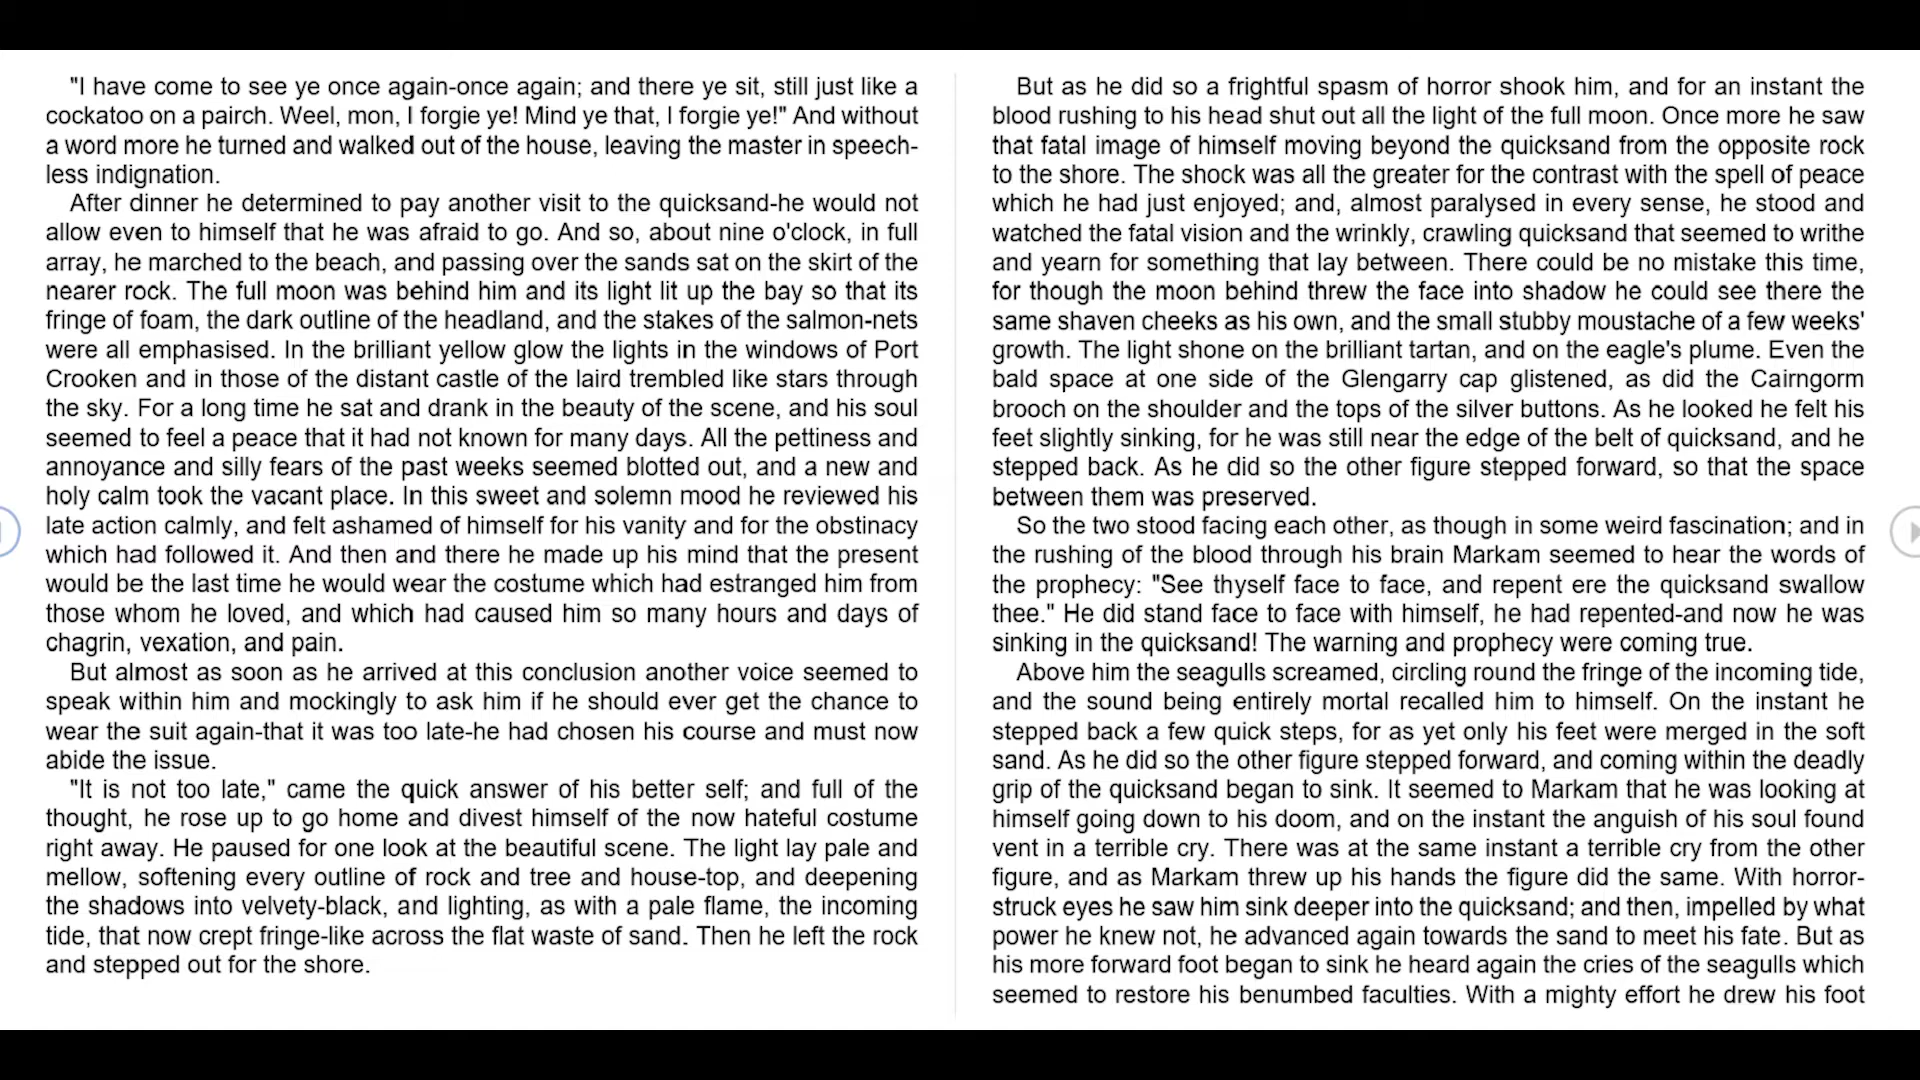 "I have come to see ye once again-once again; and there ye sit, still just like a
cockatoo on a pairch. Weel, mon, I forgie ye! Mind ye that, I forgie ye!" And without
a word more he turned and walked out of the house, leaving the master in speech-
less indignation.
After dinner he determined to pay another visit to the quicksand-he would not
allow even to himself that he was afraid to go. And so, about nine o'clock, in full
array, he marched to the beach, and passing over the sands sat on the skirt of the
nearer rock. The full moon was behind him and its light lit up the bay so that its
fringe of foam, the dark outline of the headland, and the stakes of the salmon-nets
were all emphasised. In the brilliant yellow glow the lights in the windows of Port
Crooken and in those of the distant castle of the laird trembled like stars through
the sky. For a long time he sat and drank in the beauty of the scene, and his soul
seemed to feel a peace that it had not known for many days. All the pettiness and
annoyance and silly fears of the past weeks seemed blotted out, and a new and
holy calm took the vacant place. In this sweet and solemn mood he reviewed his
late action calmly, and felt ashamed of himself for his vanity and for the obstinacy
which had followed it. And then and there he made up his mind that the present
would be the last time he would wear the costume which had estranged him from
those whom he loved, and which had caused him so many hours and days of
chagrin, vexation, and pain.
But almost as soon as he arrived at this conclusion another voice seemed to
speak within him and mockingly to ask him if he should ever get the chance to
wear the suit again-that it was too late-he had chosen his course and must now
abide the issue.
"It is not too late," came the quick answer of his better self; and full of the
thought, he rose up to go home and divest himself of the now hateful costume
right away. He paused for one look at the beautiful scene. The light lay pale and
mellow, softening every outline of rock and tree and house-top, and deepening
the shadows into velvety-black, and lighting, as with a pale flame, the incoming
tide, that now crept fringe-like across the flat waste of sand. Then he left the rock
and stepped out for the shore.
But as he did so a frightful spasm of horror shook him, and for an instant the
blood rushing to his head shut out all the light of the full moon. Once more he saw
that fatal image of himself moving beyond the quicksand from the opposite rock
to the shore. The shock was all the greater for the contrast with the spell of peace
which he had just enjoyed; and, almost paralysed in every sense, he stood and
watched the fatal vision and the wrinkly, crawling quicksand that seemed to writhe
and yearn for something that lay between. There could be no mistake this time,
for though the moon behind threw the face into shadow he could see there the
same shaven cheeks as his own, and the small stubby moustache of a few weeks'
growth. The light shone on the brilliant tartan, and on the eagle's plume. Even the
bald space at one side of the Glengarry cap glistened, as did the Cairngorm
brooch on the shoulder and the tops of the silver buttons. As he looked he felt his
feet slightly sinking, for he was still near the edge of the belt of quicksand, and he
stepped back. As he did so the other figure stepped forward, so that the space
between them was preserved.
So the two stood facing each other, as though in some weird fascination; and in
the rushing of the blood through his brain Markam seemed to hear the words of
the prophecy: "See thyself face to face, and repent ere the quicksand swallow
thee." He did stand face to face with himself, he had repented-and now he was
sinking in the quicksand! The warning and prophecy were coming true.
Above him the seagulls screamed, circling round the fringe of the incoming tide,
and the sound being entirely mortal recalled him to himself. On the instant he
stepped back a few quick steps, for as yet only his feet were merged in the soft
sand. As he did so the other figure stepped forward, and coming within the deadly
grip of the quicksand began to sink. It seemed to Markam that he was looking at
himself going down to his doom, and on the instant the anguish of his soul found
vent in a terrible cry. There was at the same instant a terrible cry from the other
figure, and as Markam threw up his hands the figure did the same. With horror-
struck eyes he saw him sink deeper into the quicksand; and then, impelled by what
power he knew not, he advanced again towards the sand to meet his fate. But as
his more forward foot began to sink he heard again the cries of the seagulls which
seemed to restore his benumbed faculties. With a mighty effort he drew his foot